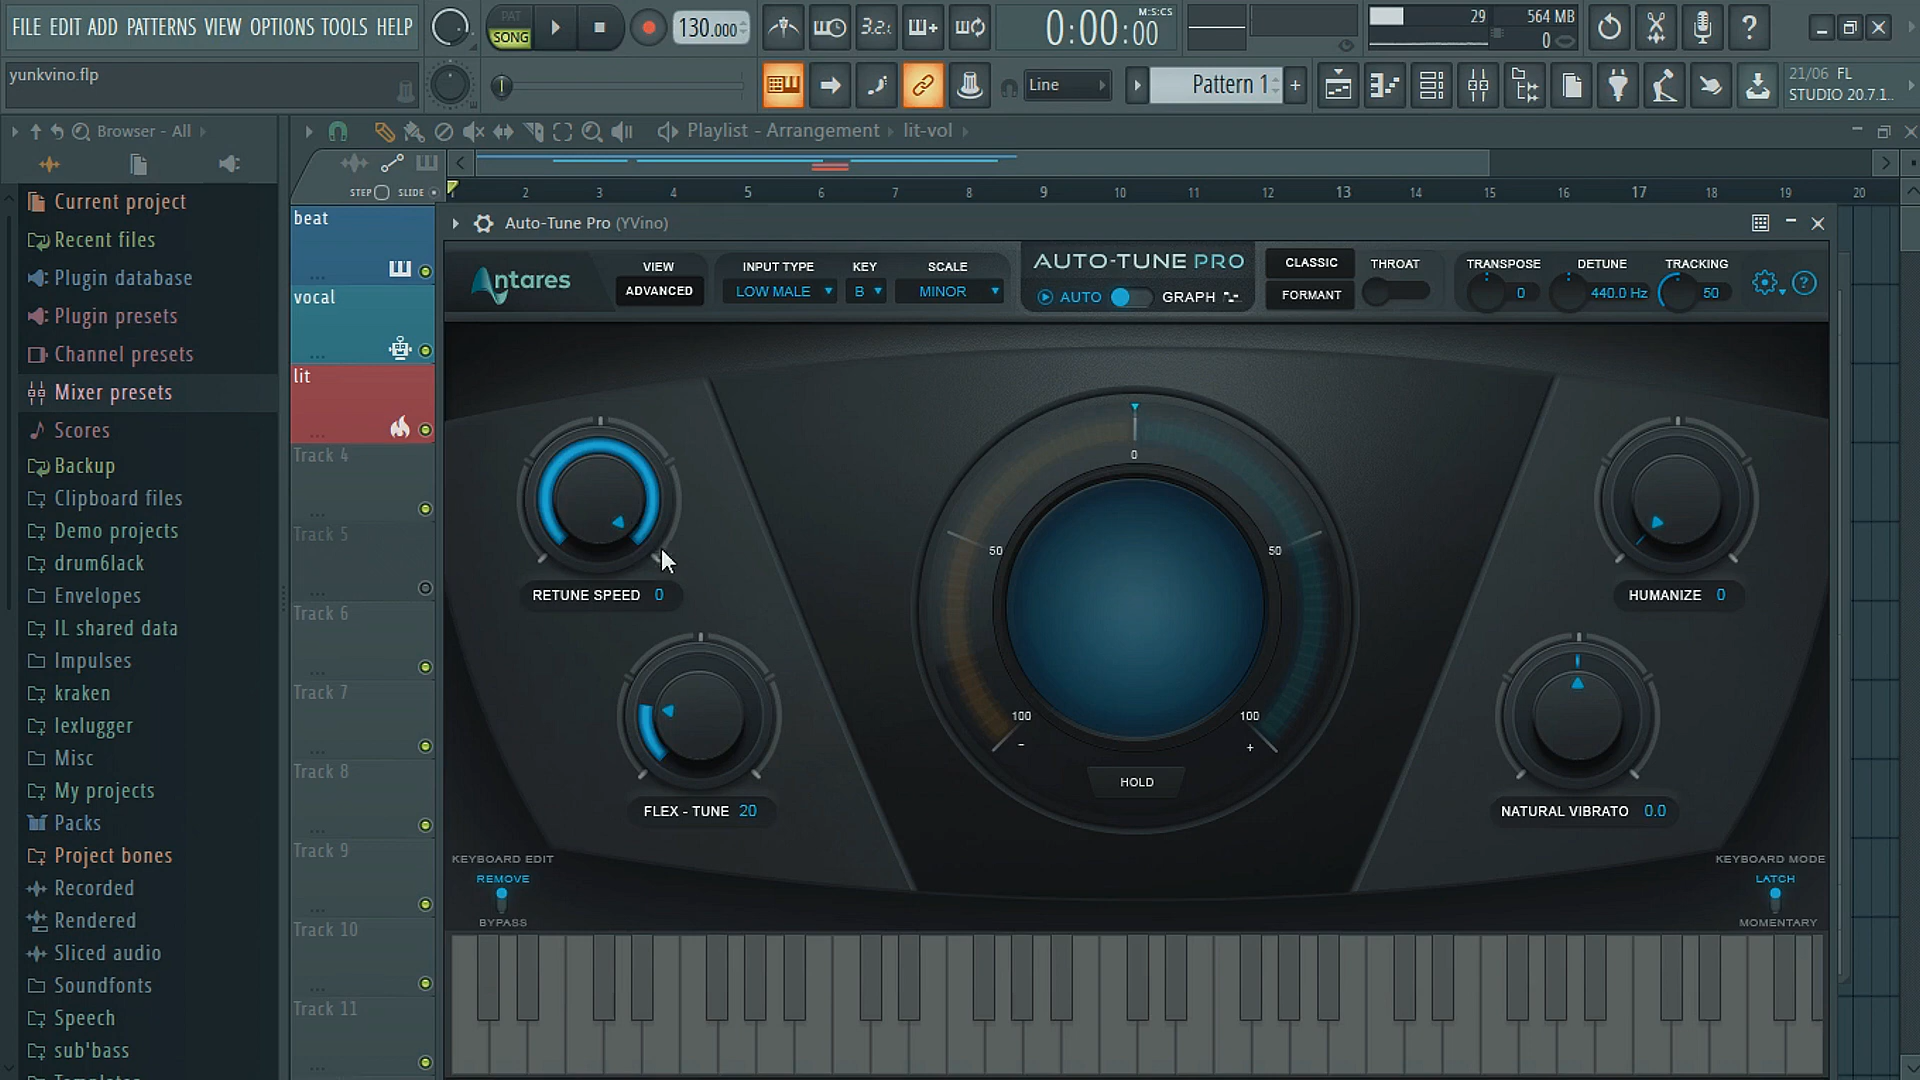 FILE EDIT ADD PATTERNS VIEW OPTIONS TOOLS HELP
PAT
SONG
130.000
3.2.
0:00:00
M:S:CS
29
564 MB
0
yunkvino.flp
Line
Pattern 1
21/06 FL
STUDIO 20.7.1..
Browser - All
Playlist - Arrangement
lit-vol
STEP
SLIDE
1 2 3 4 5 6 7 8 9 10 11 12 13 14 15 16 17 18 19 20
Current project
Recent files
Plugin database
Plugin presets
Channel presets
Mixer presets
Scores
Backup
Clipboard files
Demo projects
drum6lack
Envelopes
IL shared data
Impulses
kraken
lexlugger
Misc
My projects
Packs
Project bones
Recorded
Rendered
Sliced audio
Soundfonts
Speech
sub'bass
beat
vocal
lit
Track 4
Track 5
Track 6
Track 7
Track 8
Track 9
Track 10
Track 11
Auto-Tune Pro (YVino)
Antares
VIEW
ADVANCED
INPUT TYPE
LOW MALE
KEY
B
SCALE
MINOR
AUTO-TUNE PRO
AUTO
GRAPH
CLASSIC
FORMANT
THROAT
TRANSPOSE
0
DETUNE
440.0 Hz
TRACKING
50
?
0
50
50
100
100
-
+
HOLD
RETUNE SPEED 0
FLEX - TUNE 20
HUMANIZE 0
NATURAL VIBRATO 0.0
KEYBOARD EDIT
REMOVE
BYPASS
KEYBOARD MODE
LATCH
MOMENTARY